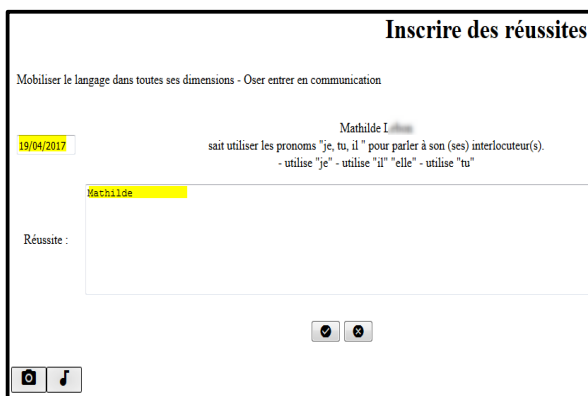 Inscrire des réussites
Mobiliser le langage dans toutes ses dimensions - Oser entrer en communication
Mathilde
19/04/2017
sait utiliser les pronoms "je, tu, il " pour parler à son (ses) interlocuteur(s).
- utilise "je" - utilise "il" "elle" - utilise "tu"
Mathilde
Réussite :